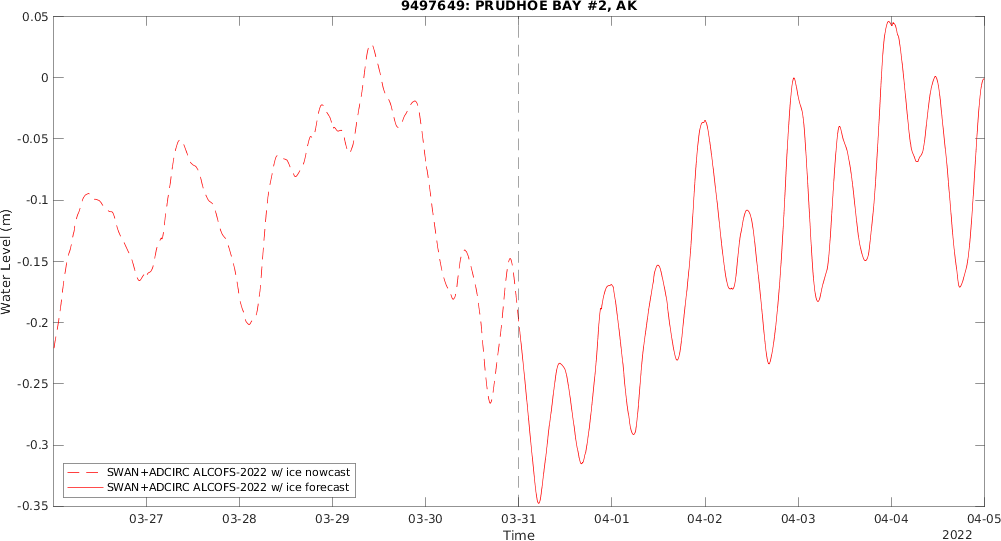 9497649: PRUDHOE BAY #2, AK
0.05
0
-0.05
-0.1
-0.15
-0.2
-0.25
-0.3
-0.35
Water Level (m)
SWAN+ADCIRC ALCOFS-2022 w/ ice nowcast
SWAN+ADCIRC ALCOFS-2022 w/ ice forecast
03-27 03-28 03-29 03-30 03-31 04-01 04-02 04-03 04-04 04-05
Time
2022